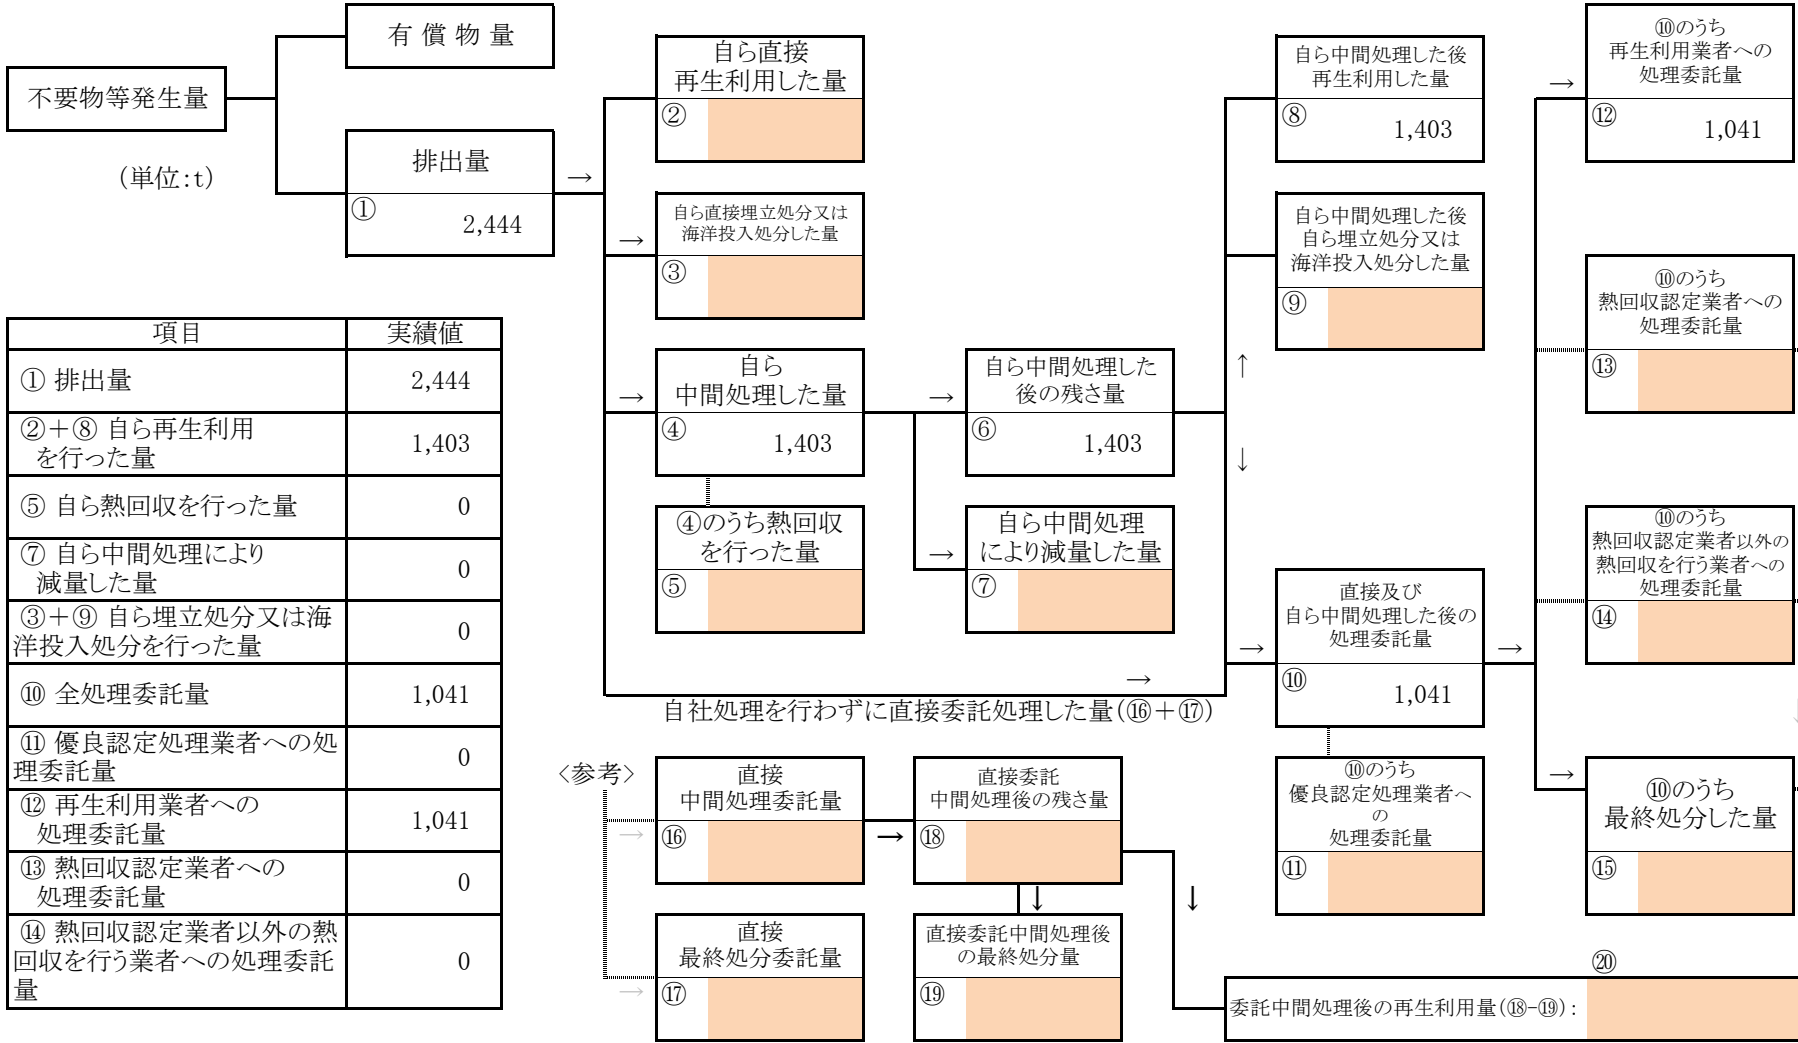 有 償 物 量
不要物等発生量
(単位:t)
排出量
→
① 2,444
自ら直接
再生利用した量
②
自ら直接埋立処分又は
海洋投入処分した量
→
③
自ら
中間処理した量
→
④ 1,403
④のうち熱回収
を行った量
⑤
自ら中間処理した
後の残さ量
→
⑥ 1,403
自ら中間処理
により減量した量
→
⑦
自ら中間処理した後
再生利用した量
⑧ 1,403
自ら中間処理した後
自ら埋立処分又は
海洋投入処分した量
⑨
↑
↓
直接及び
自ら中間処理した後の
処理委託量
→
→
⑩ 1,041
→
自社処理を行わずに直接委託処理した量(⑯+⑰)
⑩のうち
優良認定処理業者へ
の
処理委託量
⑪
⑩のうち
再生利用業者への
処理委託量
→
⑫ 1,041
⑩のうち
熱回収認定業者への
処理委託量
⑬
⑩のうち
熱回収認定業者以外の
熱回収を行う業者への
処理委託量
⑭
⑩のうち
最終処分した量
→
⑮
項目 実績値
① 排出量 2,444
②+⑧ 自ら再生利用
を行った量 1,403
⑤ 自ら熱回収を行った量 0
⑦ 自ら中間処理により
減量した量 0
③+⑨ 自ら埋立処分又は海
洋投入処分を行った量 0
⑩ 全処理委託量 1,041
⑪ 優良認定処理業者への処
理委託量 0
⑫ 再生利用業者への
処理委託量 1,041
⑬ 熱回収認定業者への
処理委託量 0
⑭ 熱回収認定業者以外の熱
回収を行う業者への処理委託
量 0
<参考>
直接
中間処理委託量
→
⑯
→
直接委託
中間処理後の残さ量
⑱
↓
↓
直接
最終処分委託量
→
⑰
直接委託中間処理後
の最終処分量
⑲
⑳
委託中間処理後の再生利用量(⑱-⑲):